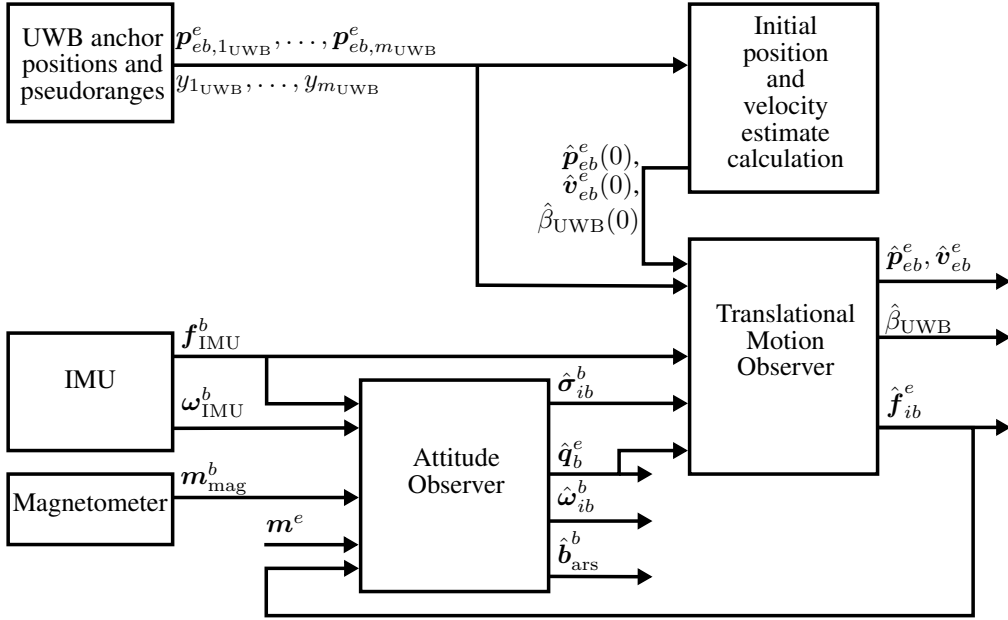 UWB anchor
positions and
pseudoranges
𝒑^e_{eb,1_UWB}, . . . , 𝒑^e_{eb,m_UWB}
y_{1_UWB}, . . . , y_{m_UWB}
Initial
position
and
velocity
estimate
calculation
𝒑̂^e_{eb}(0),
𝒗̂^e_{eb}(0),
β̂_UWB(0)
Translational
Motion
Observer
𝒑̂^e_{eb}, 𝒗̂^e_{eb}
β̂_UWB
𝒇̂^e_{ib}
IMU
𝒇^b_IMU
𝝎^b_IMU
Magnetometer
𝒎^b_mag
𝒎^e
Attitude
Observer
𝝈̂^b_{ib}
𝒒̂^e_b
𝝎̂^b_{ib}
𝒃̂^b_ars